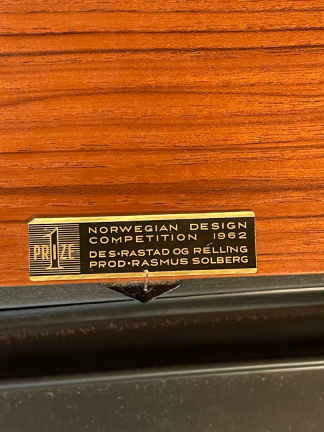 1 PRIZE
NORWEGIAN DESIGN
COMPETITION 1962
DES•RASTAD OG RELLING
PROD•RASMUS SOLBERG